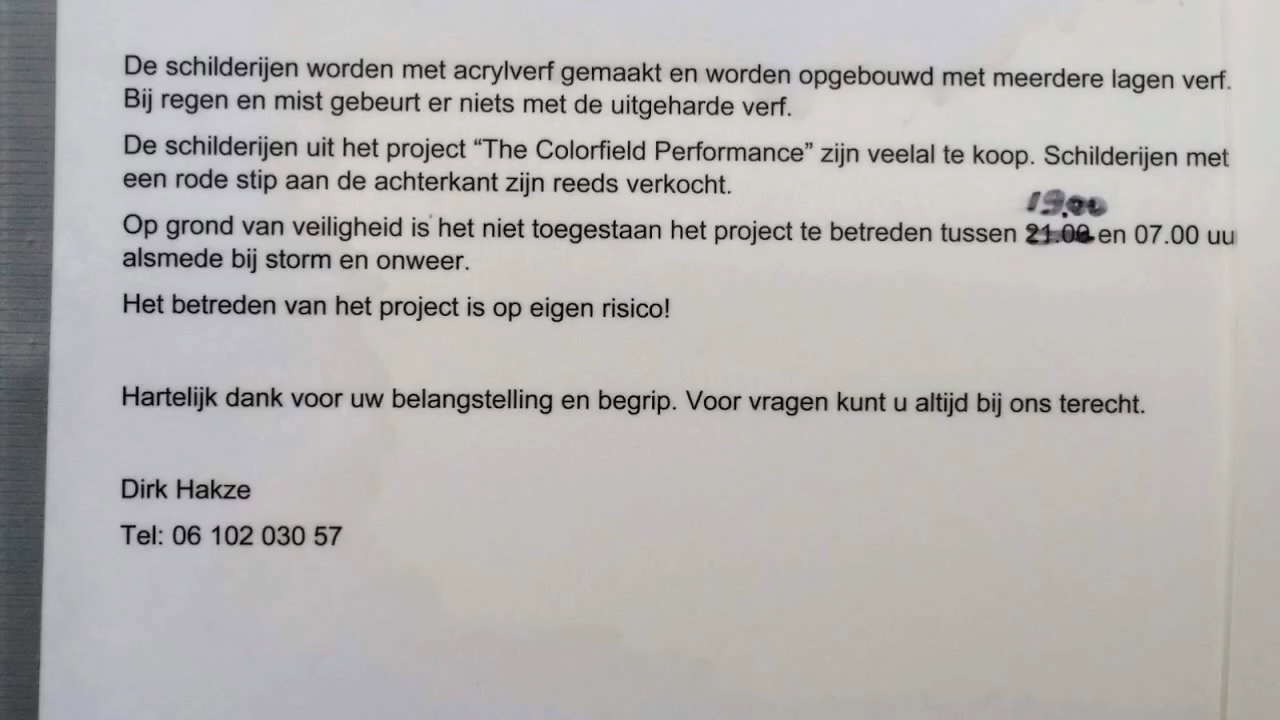 De schilderijen worden met acrylverf gemaakt en worden opgebouwd met meerdere lagen verf.
Bij regen en mist gebeurt er niets met de uitgeharde verf.
De schilderijen uit het project “The Colorfield Performance” zijn veelal te koop. Schilderijen met
een rode stip aan de achterkant zijn reeds verkocht.
19.00
Op grond van veiligheid is het niet toegestaan het project te betreden tussen 21.00 en 07.00 uu
alsmede bij storm en onweer.
Het betreden van het project is op eigen risico!
Hartelijk dank voor uw belangstelling en begrip. Voor vragen kunt u altijd bij ons terecht.
Dirk Hakze
Tel: 06 102 030 57